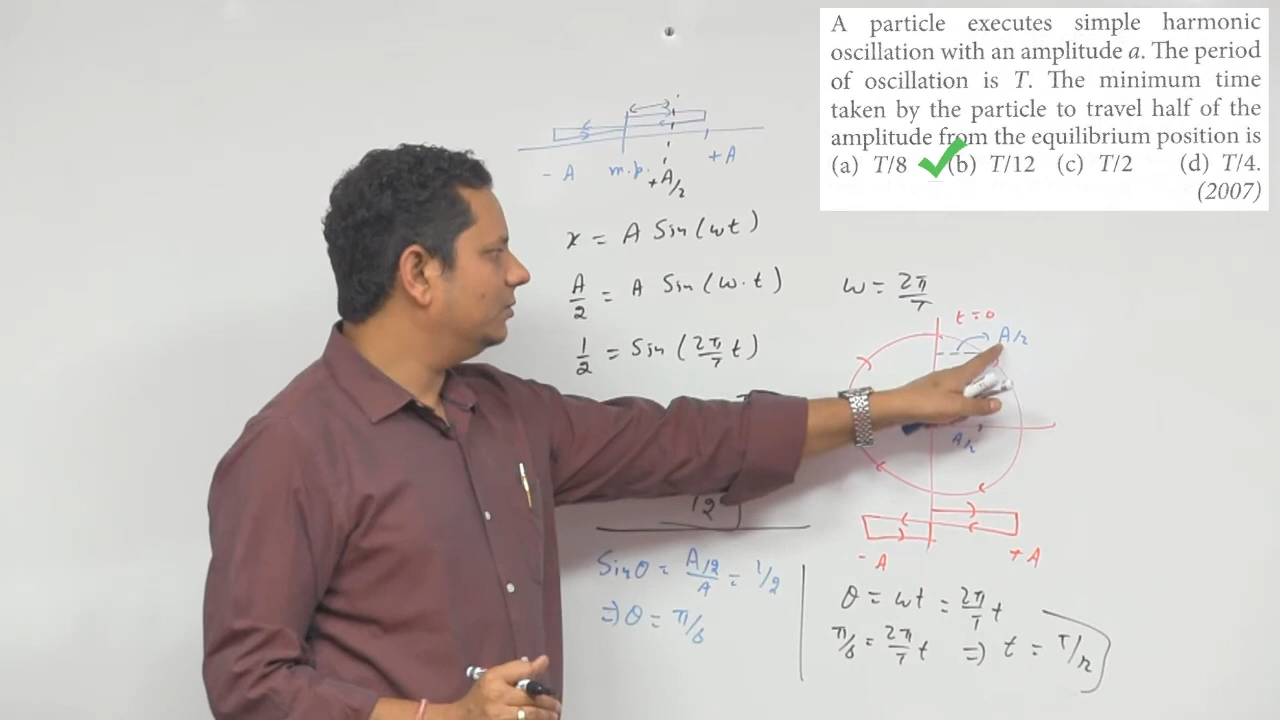 A particle executes simple harmonic
oscillation with an amplitude a. The period
of oscillation is T. The minimum time
taken by the particle to travel half of the
amplitude from the equilibrium position is
(a) T/8 (b) T/12 (c) T/2 (d) T/4.
(2007)
- A m.p. +A/2 +A
x = A Sin(ωt)
A/2 = A Sin(ω·t)
1/2 = Sin(2π/T t)
12
Sinθ = A/2/A = 1/2
=> θ = π/6
ω = 2π/T
t=0
A/2
A/2
- A +A
θ = ωt = 2π/T t
π/6 = 2π/T t => t = T/12